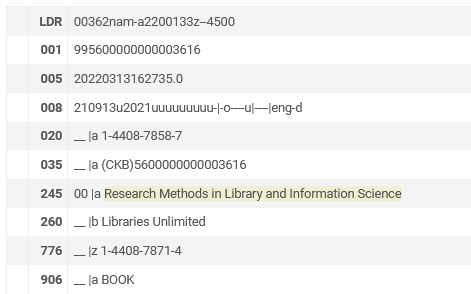 LDR 00362nam-a2200133z--4500
001 995600000000003616
005 20220313162735.0
008 210913u2021uuuuuuuuu-|-o----u|----|eng-d
020 __ |a 1-4408-7858-7
035 __ |a (CKB)5600000000003616
245 00 |a Research Methods in Library and Information Science
260 __ |b Libraries Unlimited
776 __ |z 1-4408-7871-4
906 __ |a BOOK